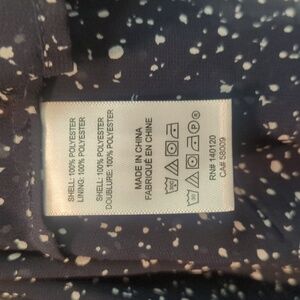 SHELL: 100% POLYESTER
LINING: 100% POLYESTER
SHELL: 100% POLYESTER
DOUBLURE: 100% POLYESTER
MADE IN CHINA
FABRIQUÉ EN CHINE
RN# 140120
CA# 58009